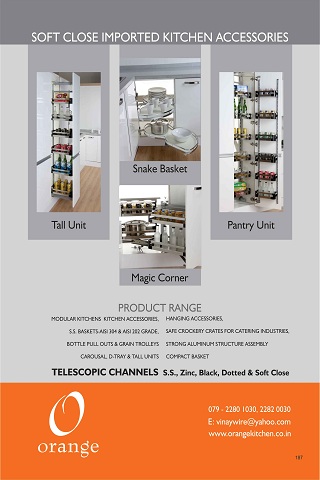 SOFT CLOSE IMPORTED KITCHEN ACCESSORIES
Snake Basket
Tall Unit
Pantry Unit
Magic Corner
PRODUCT RANGE
MODULAR KITCHENS KITCHEN ACCESSORIES,
HANGING ACCESSORIES,
S.S. BASKETS-AISI 304 & AISI 202 GRADE,
SAFE CROCKERY CRATES FOR CATERING INDUSTRIES,
BOTTLE PULL OUTS & GRAIN TROLLEYS
STRONG ALUMINUM STRUCTURE ASSEMBLY
CAROUSAL, D-TRAY & TALL UNITS
COMPACT BASKET
TELESCOPIC CHANNELS S.S., Zinc, Black, Dotted & Soft Close
079 - 2280 1030, 2282 0030
E: vinaywire@yahoo.com
www.orangekitchen.co.in
orange
187